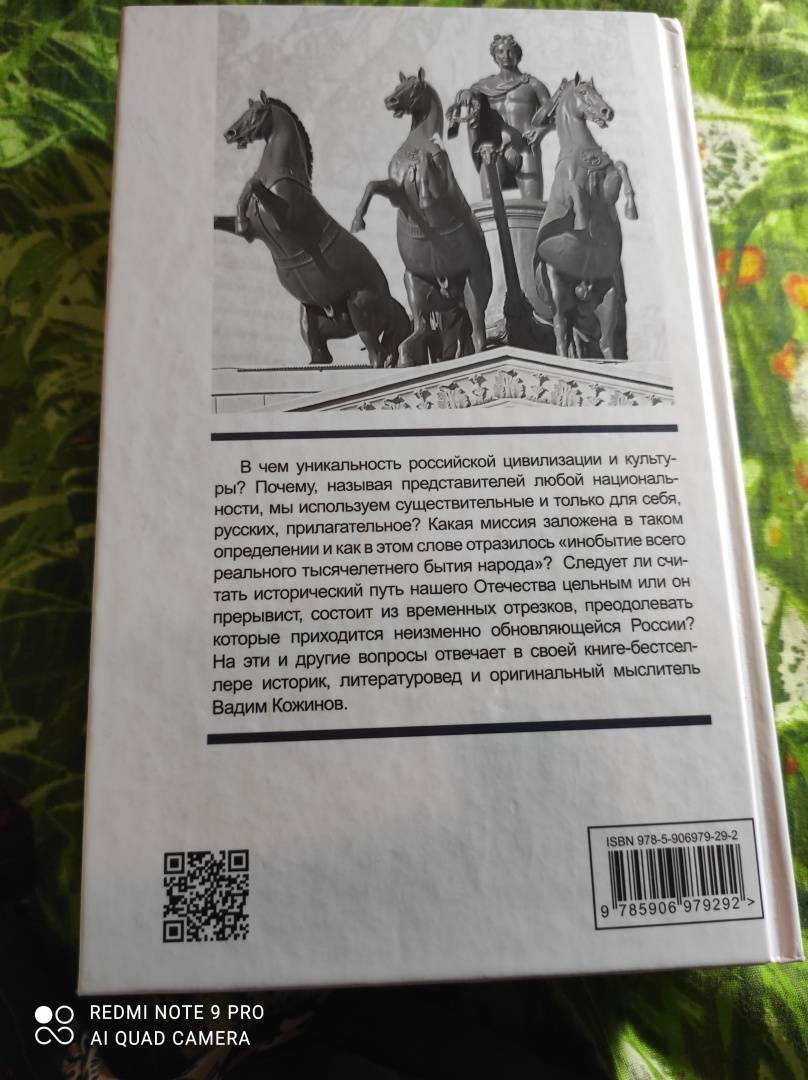 В чем уникальность российской цивилизации и культу-
ры? Почему, называя представителей любой националь-
ности, мы используем существительные и только для себя,
русских, прилагательное? Какая миссия заложена в таком
определении и как в этом слове отразилось «инобытие всего
реального тысячелетнего бытия народа»? Следует ли счи-
тать исторический путь нашего Отечества цельным или он
прерывист, состоит из временных отрезков, преодолевать
которые приходится неизменно обновляющейся России?
На эти и другие вопросы отвечает в своей книге-бестсел-
лере историк, литературовед и оригинальный мыслитель
Вадим Кожинов.
ISBN 978-5-906979-29-2
9 785906 979292 >
REDMI NOTE 9 PRO
AI QUAD CAMERA